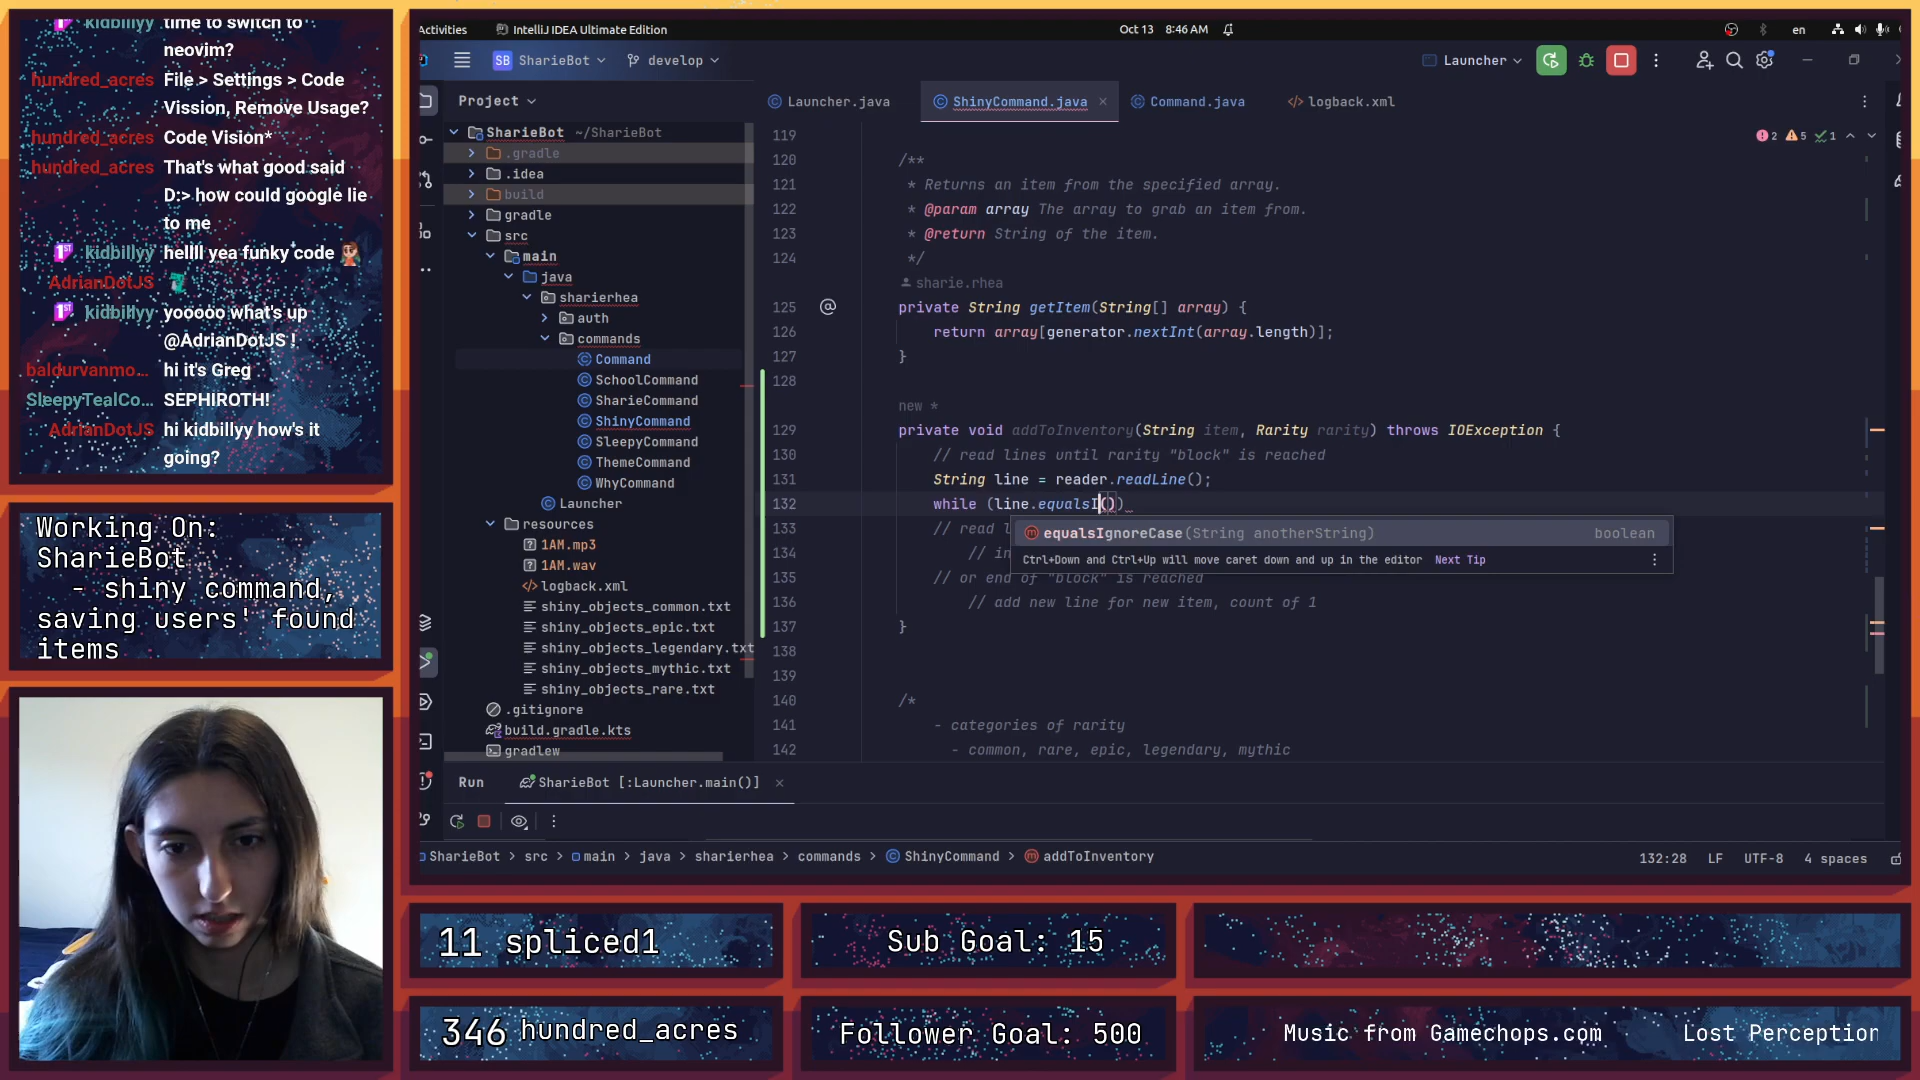 kidbillyy time to switch to
neovim?
hundred_acres File > Settings > Code
Vission, Remove Usage?
hundred_acres Code Vision*
hundred_acres That's what good said
D:> how could google lie
to me
kidbillyy hellll yea funky code
AdrianDotJS
kidbillyy yooooo what's up
@AdrianDotJS !
baldurvanmo... hi it's Greg
SleepyTealCo... SEPHIROTH!
AdrianDotJS hi kidbillyy how's it
going?
Working On:
SharieBot
- shiny command,
saving users' found
items
Activities IntelliJ IDEA Ultimate Edition Oct 13 8:46 AM en
SB SharieBot develop Launcher
Project
Launcher.java ShinyCommand.java Command.java logback.xml
2 5 1
SharieBot ~/SharieBot
.gradle
.idea
build
gradle
src
main
java
sharierhea
auth
commands
Command
SchoolCommand
SharieCommand
ShinyCommand
SleepyCommand
ThemeCommand
WhyCommand
Launcher
resources
1AM.mp3
1AM.wav
logback.xml
shiny_objects_common.txt
shiny_objects_epic.txt
shiny_objects_legendary.txt
shiny_objects_mythic.txt
shiny_objects_rare.txt
.gitignore
build.gradle.kts
gradlew
119
120 /**
121 * Returns an item from the specified array.
122 * @param array The array to grab an item from.
123 * @return String of the item.
124 */
sharie.rhea
125 private String getItem(String[] array) {
126 return array[generator.nextInt(array.length)];
127 }
128
new *
129 private void addToInventory(String item, Rarity rarity) throws IOException {
130 // read lines until rarity "block" is reached
131 String line = reader.readLine();
132 while (line.equalsI())
133 // read l
equalsIgnoreCase(String anotherString) boolean
134 // in
Ctrl+Down and Ctrl+Up will move caret down and up in the editor Next Tip
135 // or end of "block" is reached
136 // add new line for new item, count of 1
137 }
138
139
140 /*
141 - categories of rarity
142 - common, rare, epic, legendary, mythic
Run SharieBot [:Launcher.main()]
SharieBot > src > main > java > sharierhea > commands > ShinyCommand > addToInventory 132:28 LF UTF-8 4 spaces
11 spliced1
Sub Goal: 15
346 hundred_acres
Follower Goal: 500
Music from Gamechops.com Lost Perception